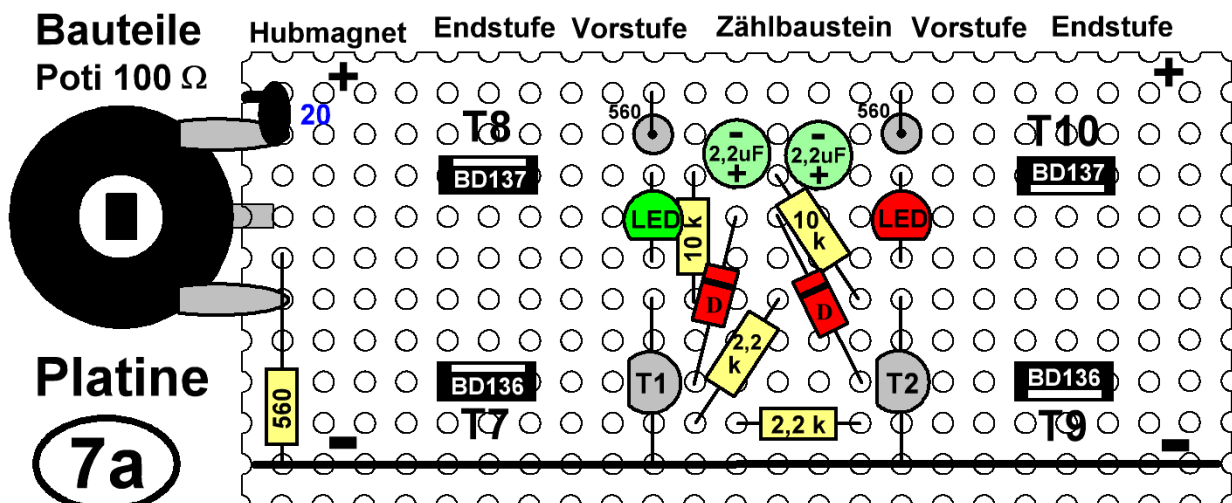 Bauteile
Poti 100 Ω
Hubmagnet Endstufe Vorstufe Zählbaustein Vorstufe Endstufe
+ +
20
T8 560 560 T10
- -
2,2uF 2,2uF
+ +
BD137 BD137
LED 10 k 10 k LED
D D
2,2 k
Platine
BD136 T1 T2 BD136
560 T7 2,2 k T9
7a
- -